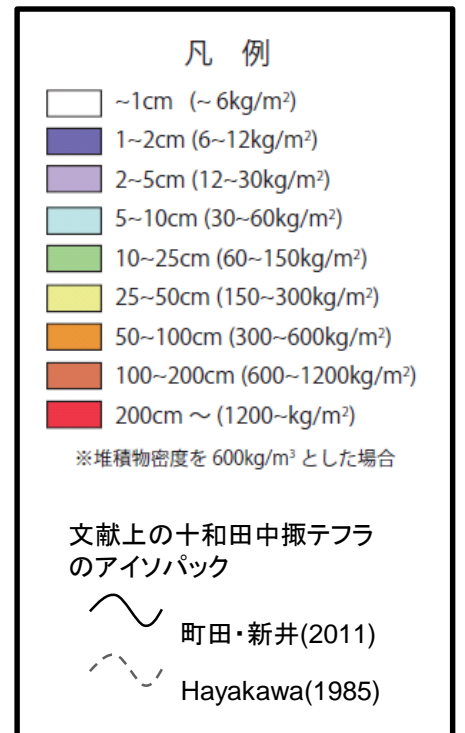 凡 例
~1cm (~ 6kg/m²)
1~2cm (6~12kg/m²)
2~5cm (12~30kg/m²)
5~10cm (30~60kg/m²)
10~25cm (60~150kg/m²)
25~50cm (150~300kg/m²)
50~100cm (300~600kg/m²)
100~200cm (600~1200kg/m²)
200cm ～ (1200~kg/m²)
※堆積物密度を 600kg/m³ とした場合
文献上の十和田中掫テフラ
のアイソパック
町田・新井(2011)
Hayakawa(1985)